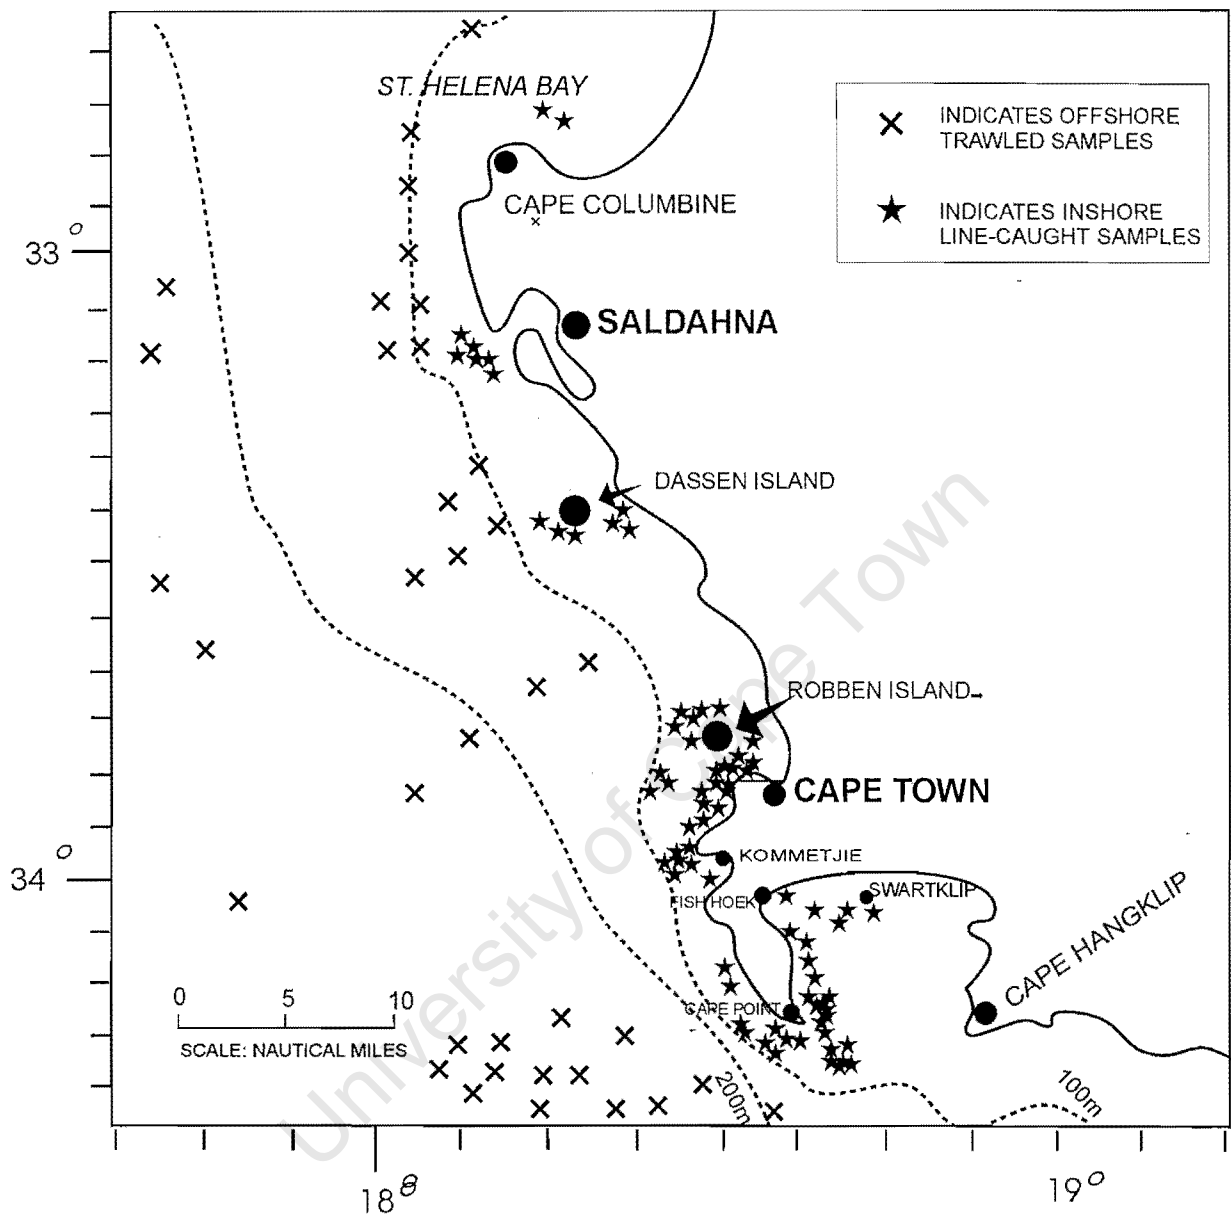 ST. HELENA BAY
INDICATES OFFSHORE
TRAWLED SAMPLES
CAPE COLUMBINE
INDICATES INSHORE
LINE-CAUGHT SAMPLES
33°
SALDAHNA
DASSEN ISLAND
ROBBEN ISLAND
CAPE TOWN
KOMMETJIE
34°
FISH HOEK
SWARTKLIP
CAPE HANGKLIP
0 5 10
CAPE POINT
SCALE: NAUTICAL MILES
200m
100m
18°
19°
University of Cape Town